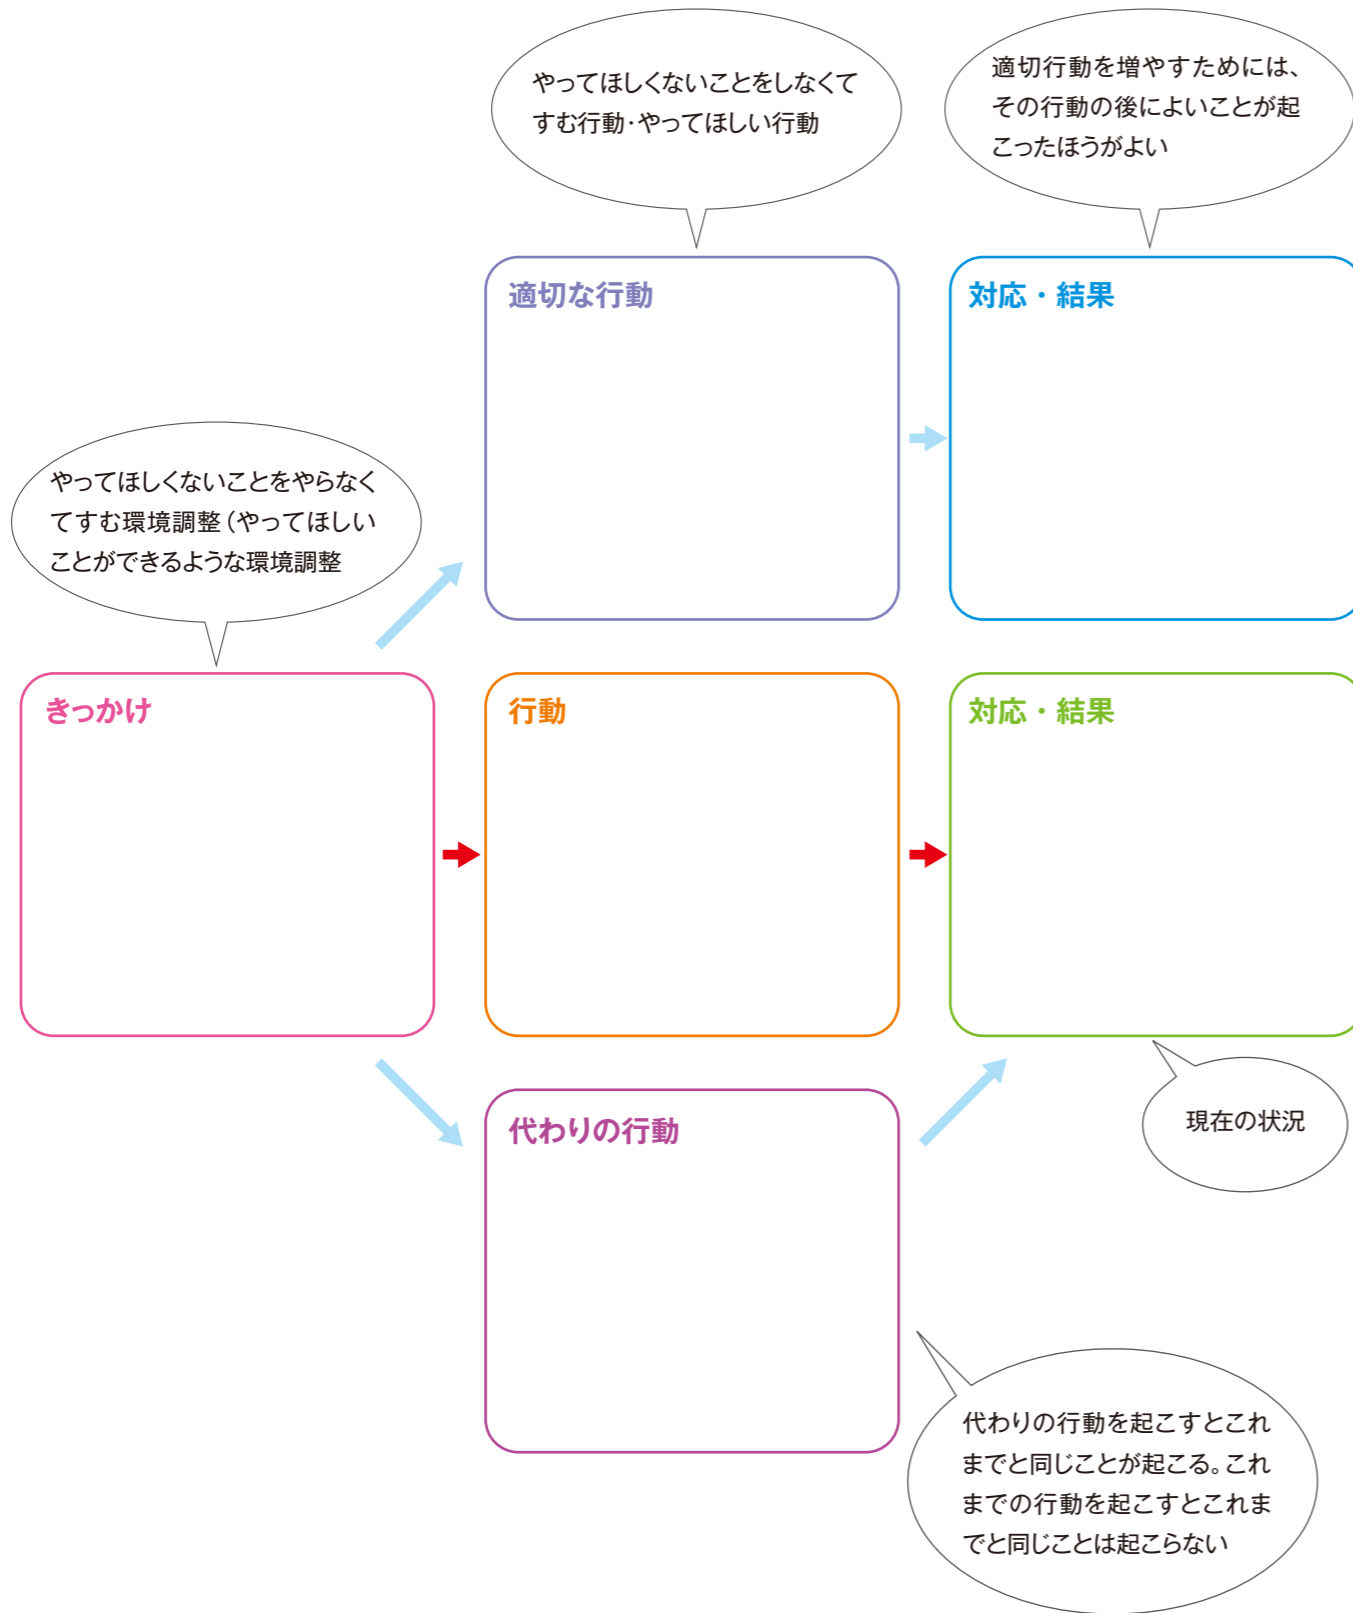 やってほしくないことをしなくて
すむ行動・やってほしい行動
適切行動を増やすためには、
その行動の後によいことが起
こったほうがよい
適切な行動
対応・結果
やってほしくないことをやらなく
てすむ環境調整（やってほしい
ことができるような環境調整
きっかけ
行動
対応・結果
現在の状況
代わりの行動
代わりの行動を起こすとこれ
までと同じことが起こる。これ
までの行動を起こすとこれま
でと同じことは起こらない